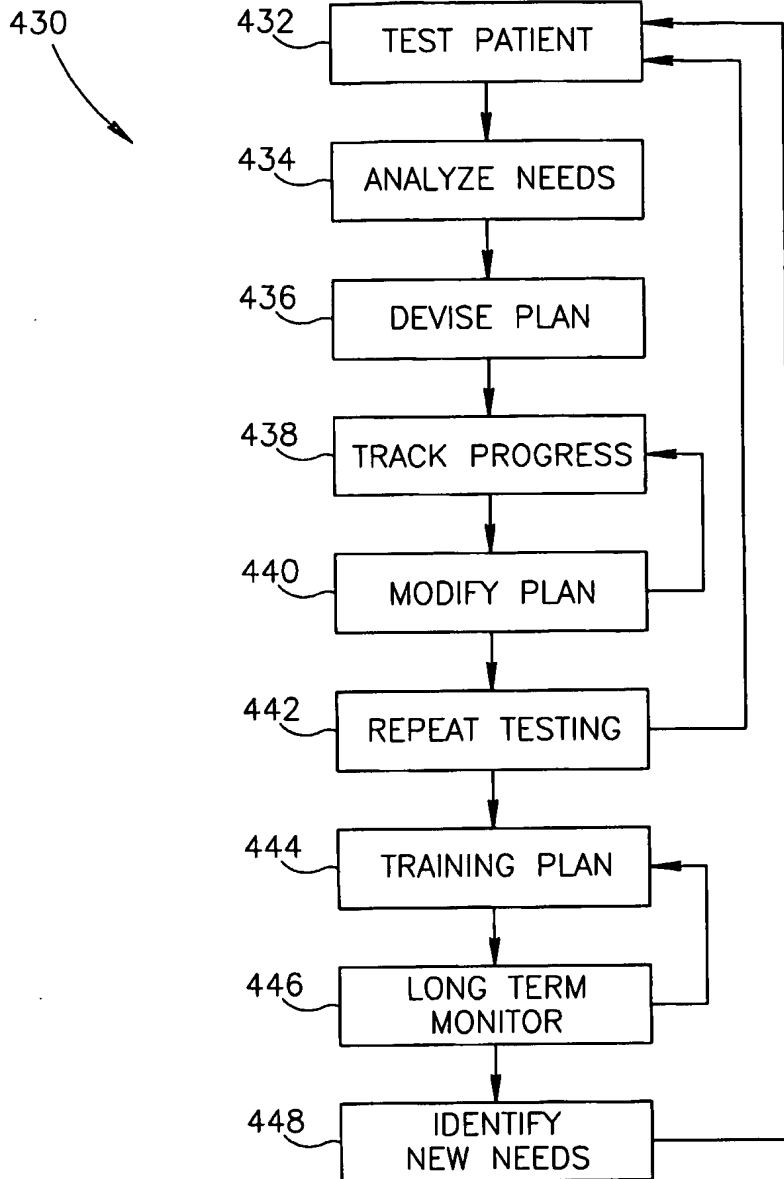 430
432
TEST PATIENT
434
ANALYZE NEEDS
436
DEVISE PLAN
438
TRACK PROGRESS
440
MODIFY PLAN
442
REPEAT TESTING
444
TRAINING PLAN
446
LONG TERM
MONITOR
448
IDENTIFY
NEW NEEDS